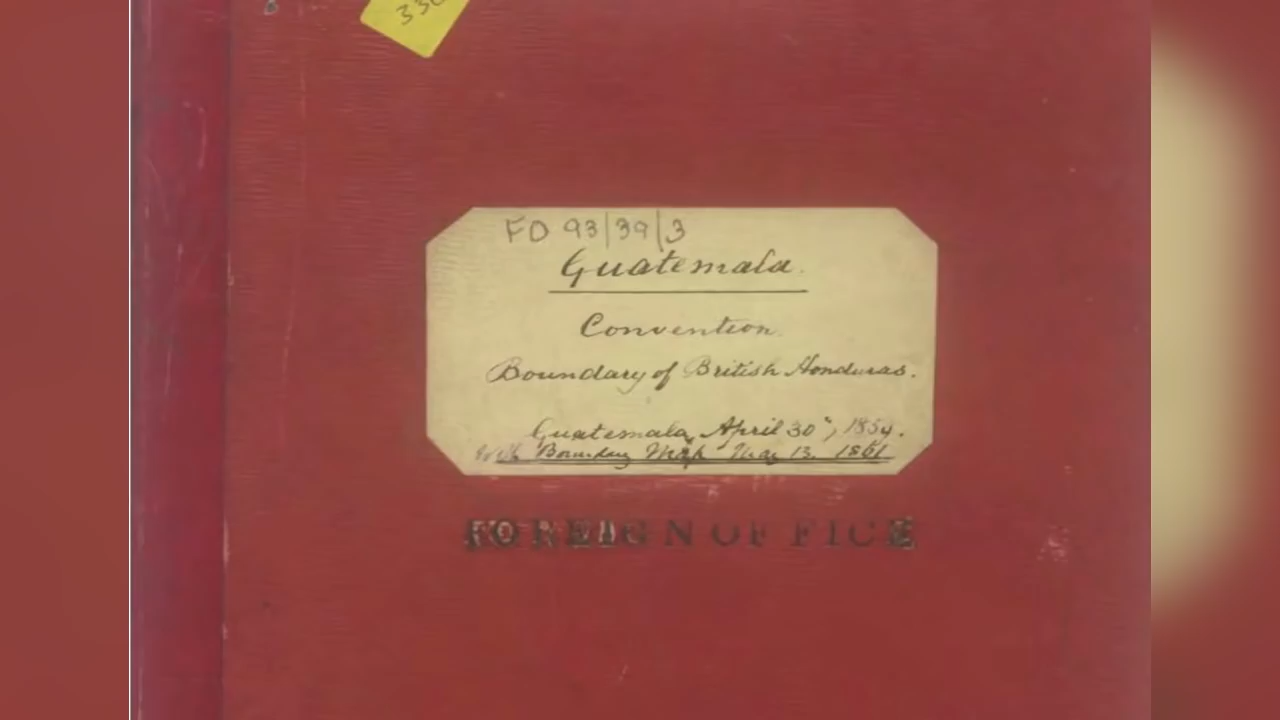 FO 93/39/3
Guatemala.
Convention.
Boundary of British Honduras.
Guatemala, April 30th, 1859.
with Boundary Map May 13. 1861
FOREIGN OFFICE